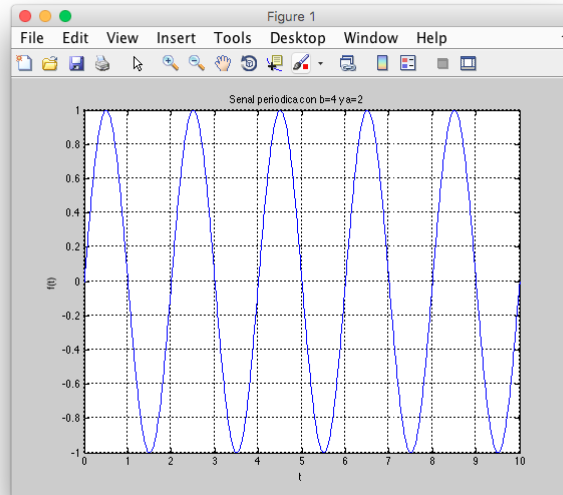 Figure 1
File Edit View Insert Tools Desktop Window Help
Senal periodica con b=4 y a=2
1
0.8
0.6
0.4
0.2
0
-0.2
-0.4
-0.6
-0.8
-1
f(t)
0 1 2 3 4 5 6 7 8 9 10
t